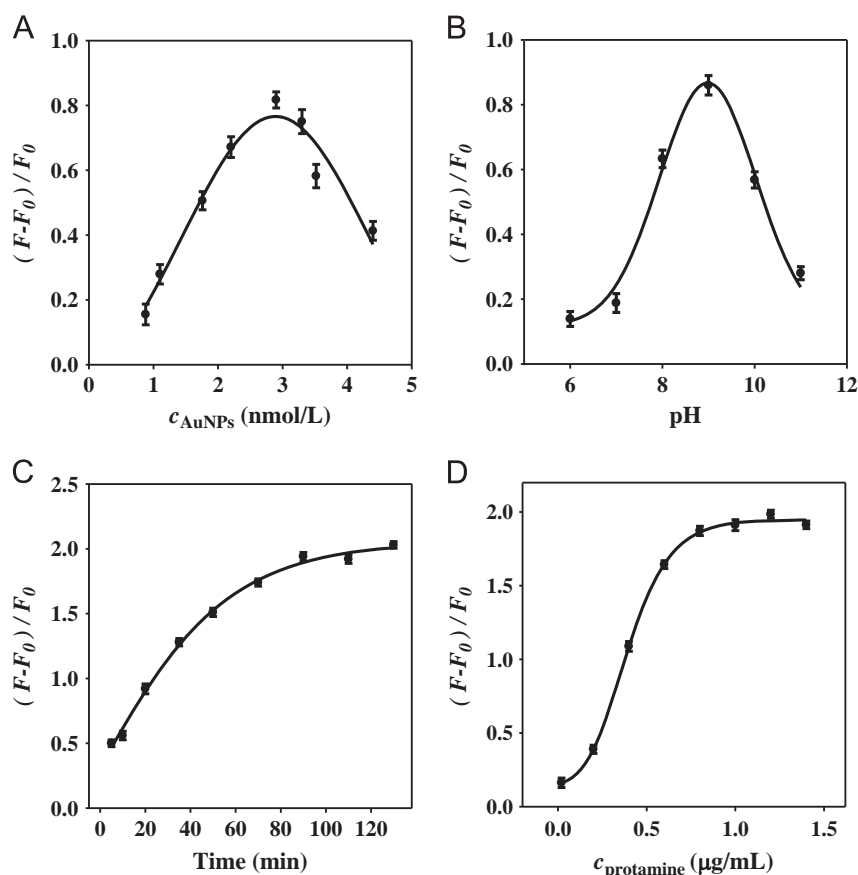 A
1.0
0.8
0.6
0.4
0.2
0.0
(F-F0) / F0
0 1 2 3 4 5
cAuNPs (nmol/L)
B
1.0
0.8
0.6
0.4
0.2
0.0
(F-F0) / F0
6 8 10 12
pH
C
2.5
2.0
1.5
1.0
0.5
0.0
(F-F0) / F0
0 20 40 60 80 100 120
Time (min)
D
2.0
1.5
1.0
0.5
0.0
(F-F0) / F0
0.0 0.5 1.0 1.5
cprotamine (μg/mL)